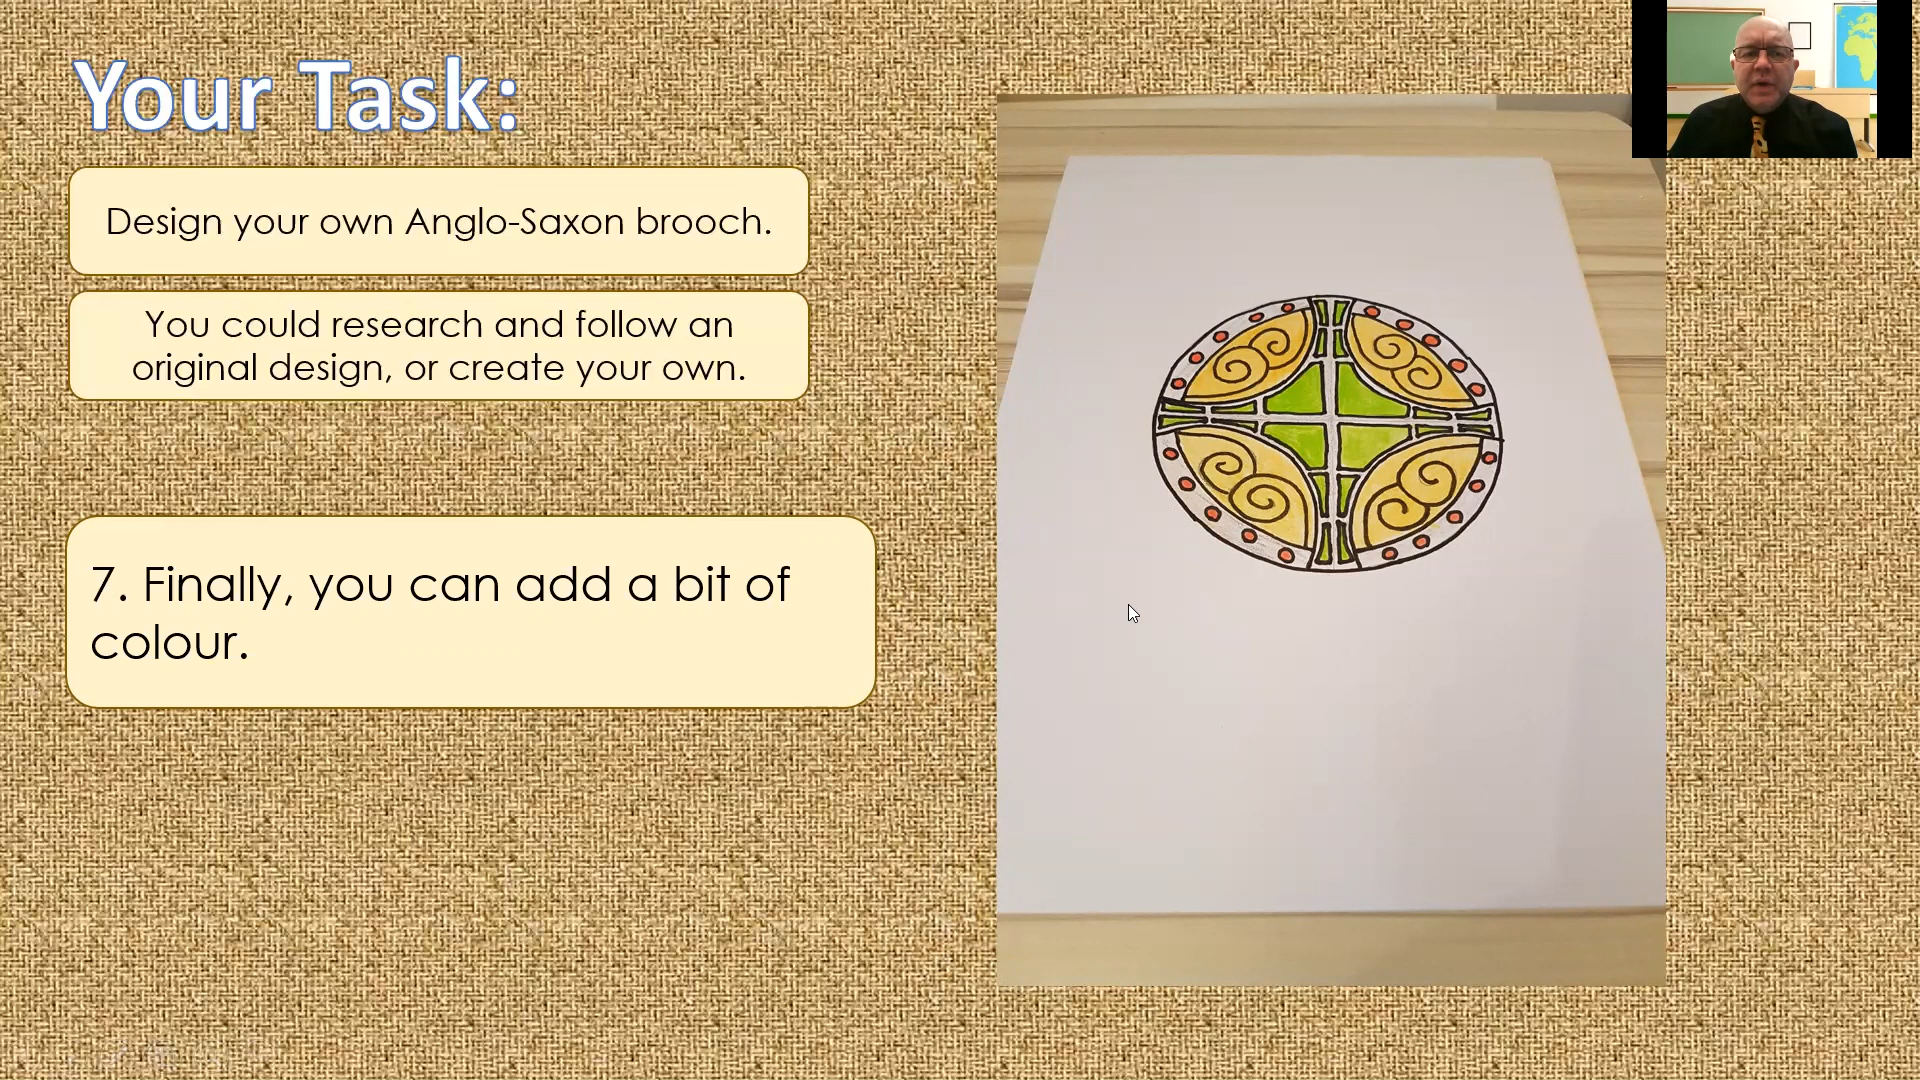 Your Task:
Design your own Anglo-Saxon brooch.
You could research and follow an
original design, or create your own.
7. Finally, you can add a bit of
colour.